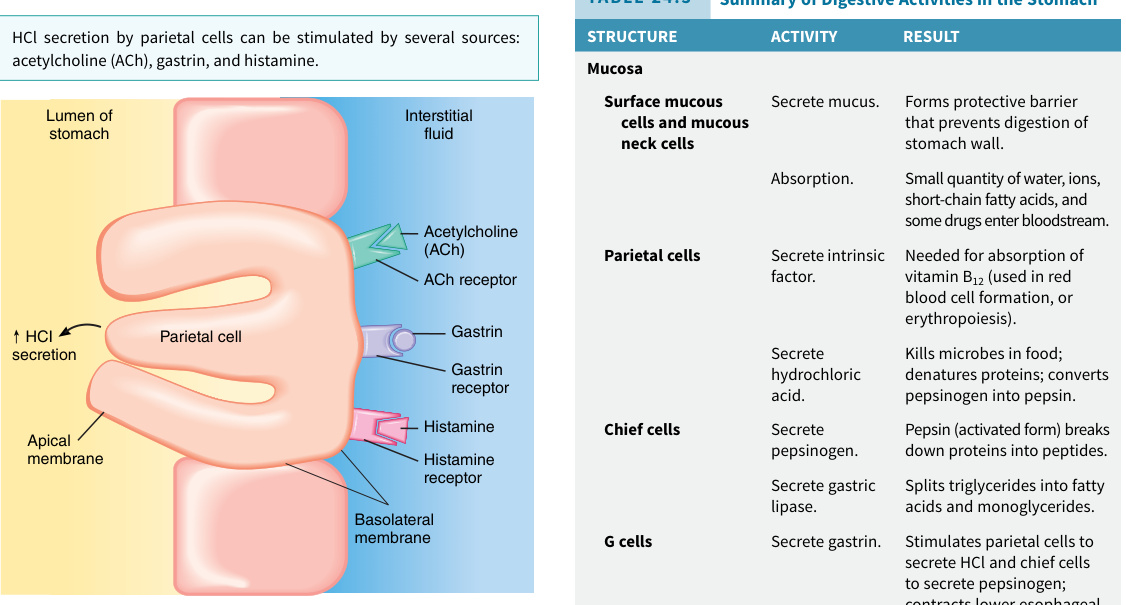 HCl secretion by parietal cells can be stimulated by several sources:
acetylcholine (ACh), gastrin, and histamine.
Lumen of
stomach
Interstitial
fluid
Acetylcholine
(ACh)
ACh receptor
Gastrin
Gastrin
receptor
Histamine
Histamine
receptor
Basolateral
membrane
Parietal cell
↑ HCl
secretion
Apical
membrane
TABLE 24.3 Summary of Digestive Activities in the Stomach
STRUCTURE ACTIVITY RESULT
Mucosa
Surface mucous Secrete mucus. Forms protective barrier
cells and mucous that prevents digestion of
neck cells stomach wall.
Absorption. Small quantity of water, ions,
short-chain fatty acids, and
some drugs enter bloodstream.
Parietal cells Secrete intrinsic Needed for absorption of
factor. vitamin B12 (used in red
blood cell formation, or
erythropoiesis).
Secrete Kills microbes in food;
hydrochloric denatures proteins; converts
acid. pepsinogen into pepsin.
Chief cells Secrete Pepsin (activated form) breaks
pepsinogen. down proteins into peptides.
Secrete gastric Splits triglycerides into fatty
lipase. acids and monoglycerides.
G cells Secrete gastrin. Stimulates parietal cells to
secrete HCl and chief cells
to secrete pepsinogen;
contracts lower esophageal